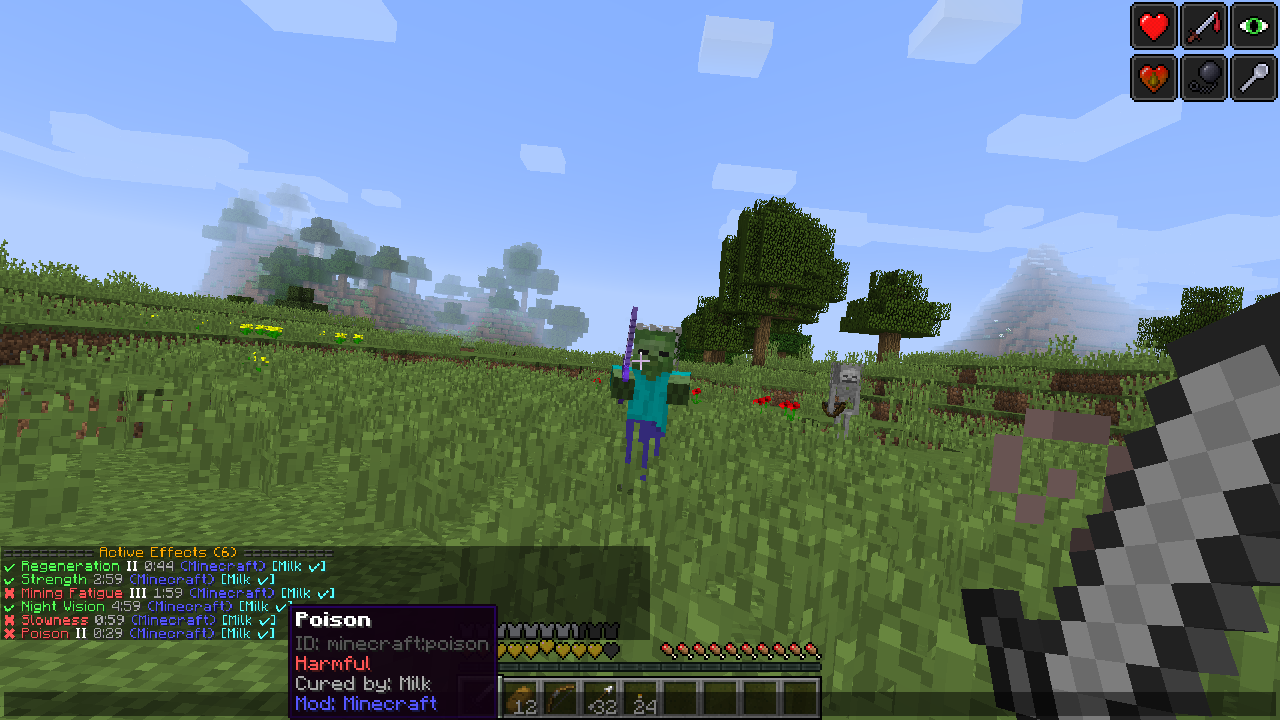 ========== Active Effects (6) ==========
✓ Regeneration II 0:44 (Minecraft) [Milk ✓]
✓ Strength 2:59 (Minecraft) [Milk ✓]
✖ Mining Fatigue III 1:59 (Minecraft) [Milk ✓]
✓ Night Vision 4:59 (Minecraft) [Milk ✓]
✖ Slowness 0:59 (Minecraft) [Milk ✓]
✖ Poison II 0:29 (Minecraft) [Milk ✓]
Poison
ID: minecraft:poison
Harmful
Cured by: Milk
Mod: Minecraft
12 32 24